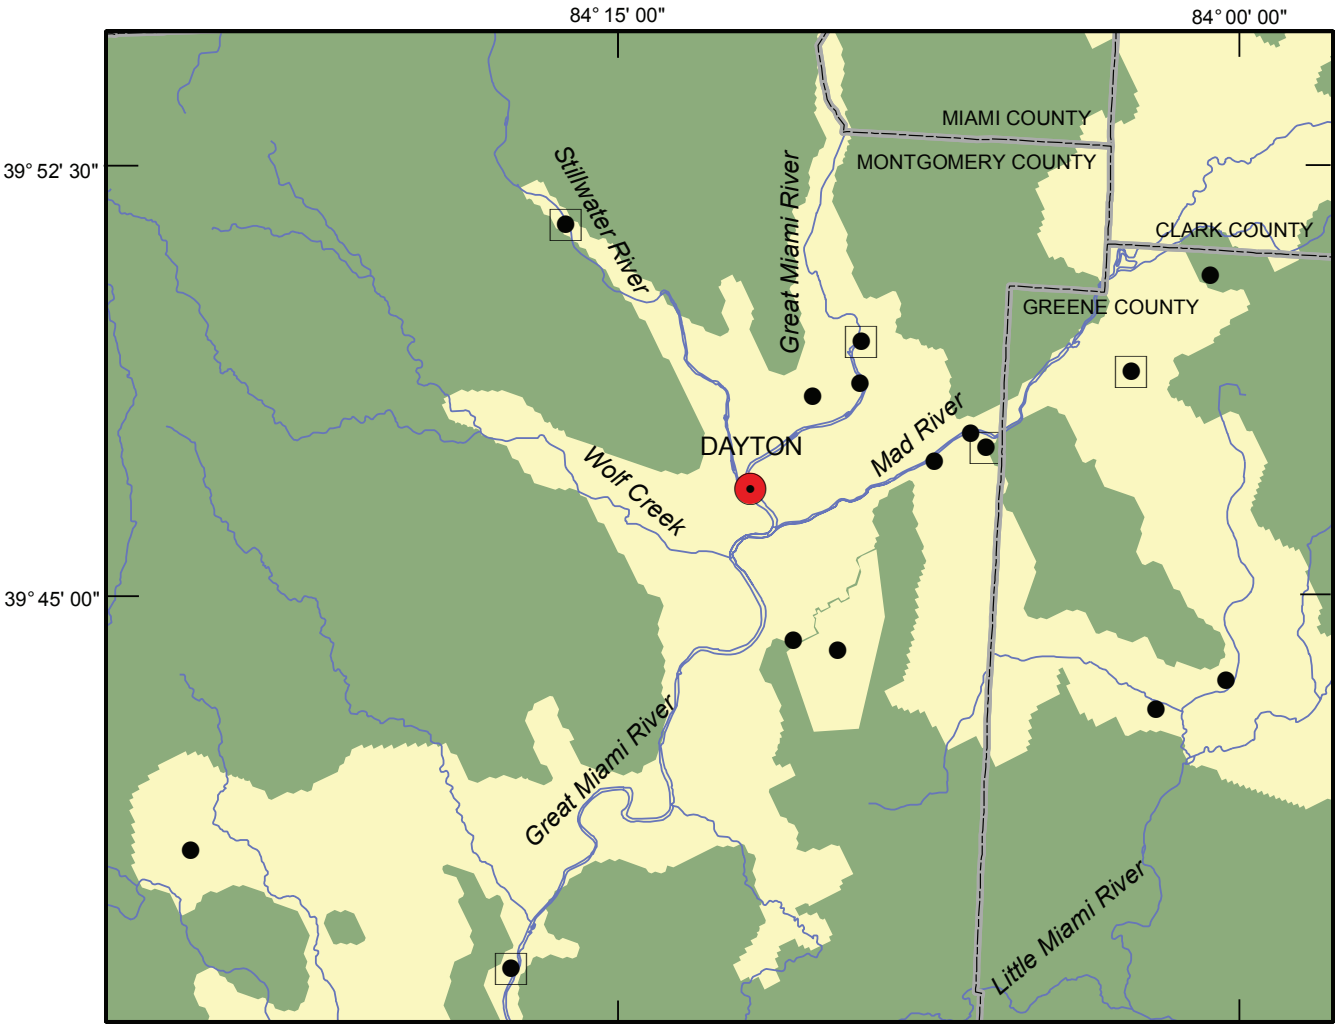 84° 15' 00"
84° 00' 00"
MIAMI COUNTY
MONTGOMERY COUNTY
39° 52' 30"
Stillwater River
Great Miami River
CLARK COUNTY
GREENE COUNTY
Mad River
DAYTON
Wolf Creek
39° 45' 00"
Great Miami River
Little Miami River